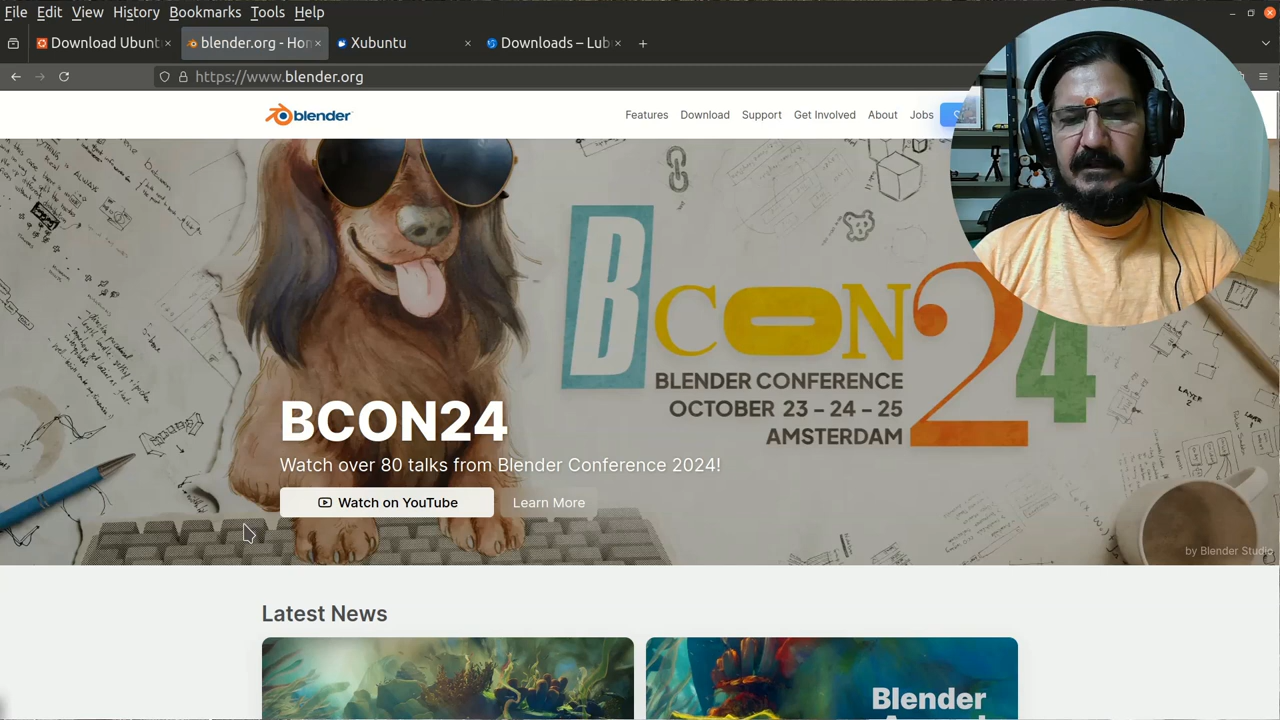 File Edit View History Bookmarks Tools Help
Download Ubunt
blender.org - Hom
Xubuntu
Downloads – Lub
https://www.blender.org
blender
Features Download Support Get Involved About Jobs
BCON24
BLENDER CONFERENCE
OCTOBER 23 – 24 – 25
AMSTERDAM
BCON24
Watch over 80 talks from Blender Conference 2024!
Watch on YouTube
Learn More
by Blender Studio
Latest News
Blender